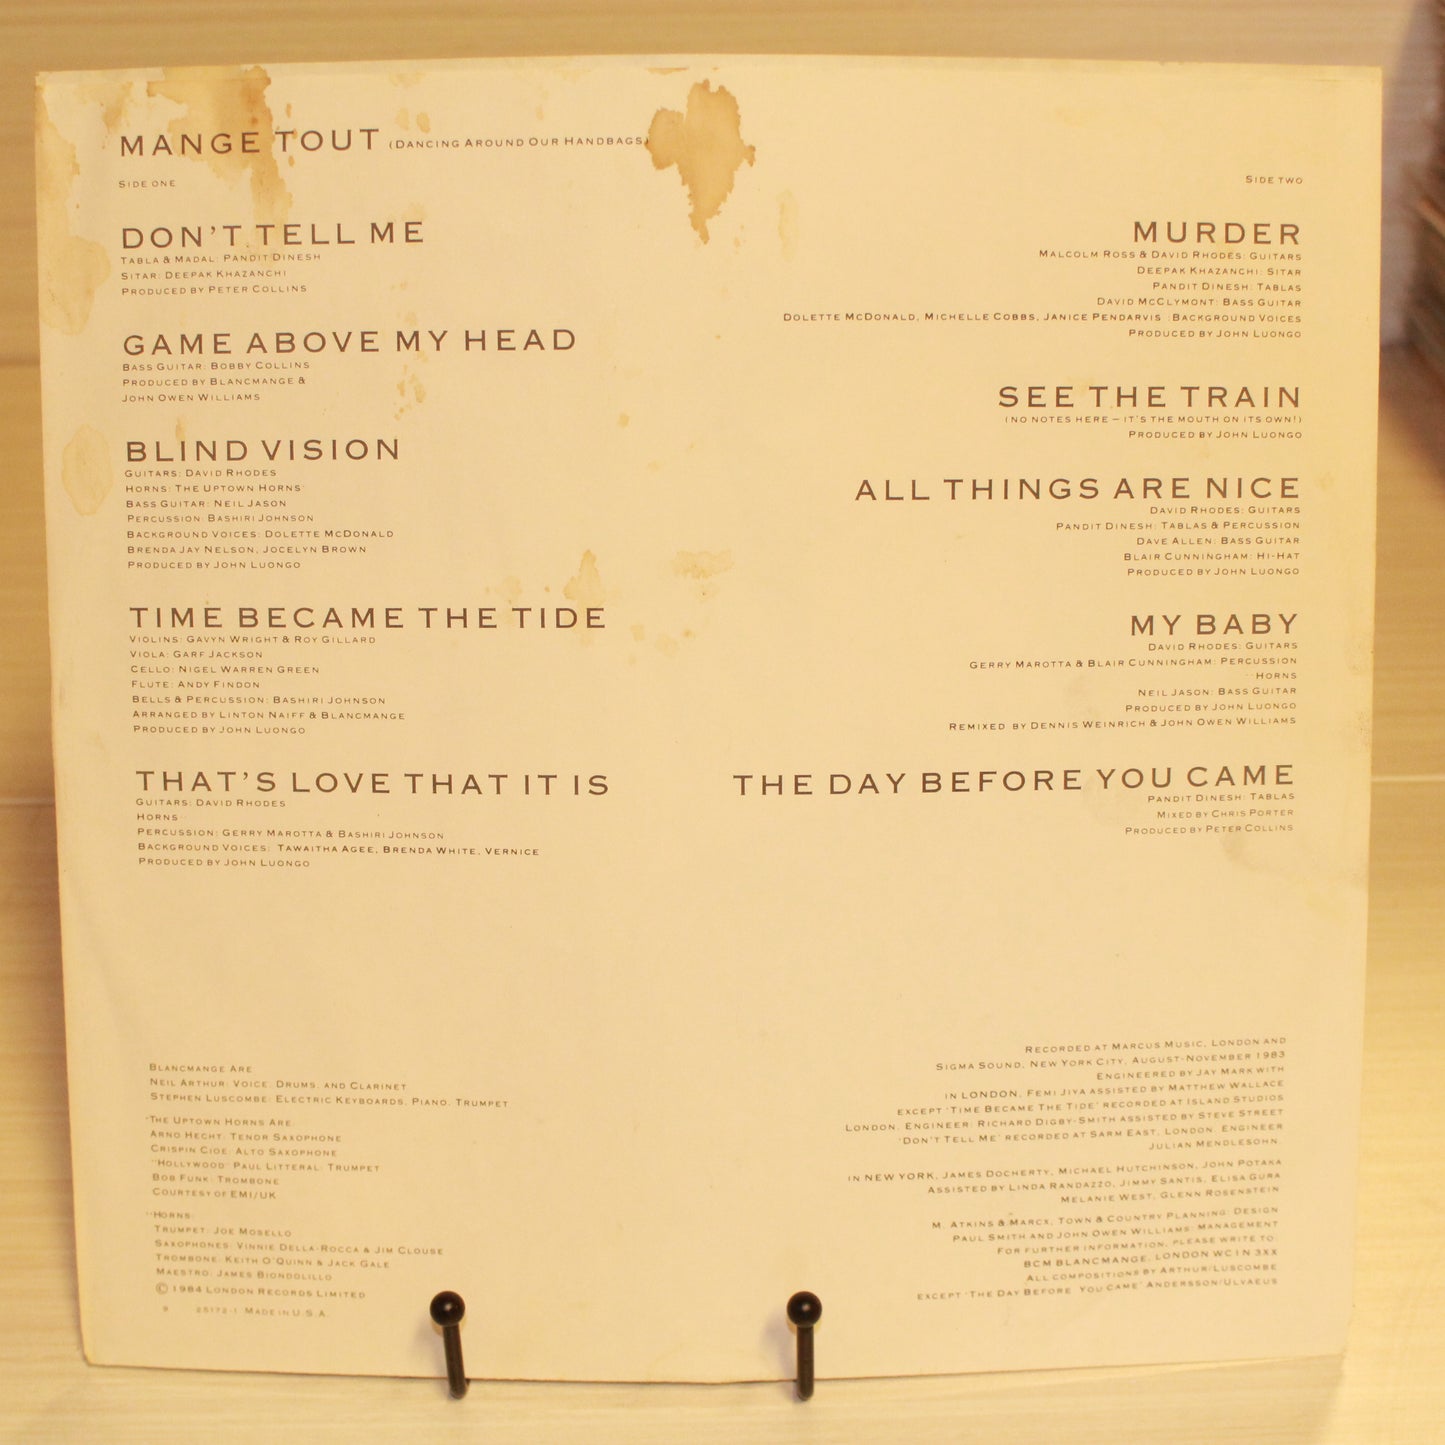 MANGE TOUT (DANCING AROUND OUR HANDBAGS)
SIDE ONE
DON'T TELL ME
TABLA & MADAL: PANDIT DINESH
SITAR: DEEPAK KHAZANCHI
PRODUCED BY PETER COLLINS
GAME ABOVE MY HEAD
BASS GUITAR: BOBBY COLLINS
PRODUCED BY BLANCMANGE &
JOHN OWEN WILLIAMS
BLIND VISION
GUITARS: DAVID RHODES
HORNS: THE UPTOWN HORNS*
BASS GUITAR: NEIL JASON
PERCUSSION: BASHIRI JOHNSON
BACKGROUND VOICES: DOLETTE MCDONALD
BRENDA JAY NELSON, JOCELYN BROWN
PRODUCED BY JOHN LUONGO
TIME BECAME THE TIDE
VIOLINS: GAVYN WRIGHT & ROY GILLARD
VIOLA: GARF JACKSON
CELLO: NIGEL WARREN GREEN
FLUTE: ANDY FINDON
BELLS & PERCUSSION: BASHIRI JOHNSON
ARRANGED BY LINTON NAIFF & BLANCMANGE
PRODUCED BY JOHN LUONGO
THAT'S LOVE THAT IT IS
GUITARS: DAVID RHODES
HORNS**
PERCUSSION: GERRY MAROTTA & BASHIRI JOHNSON
BACKGROUND VOICES: TAWAITHA AGEE, BRENDA WHITE, VERNICE
PRODUCED BY JOHN LUONGO
SIDE TWO
MURDER
MALCOLM ROSS & DAVID RHODES: GUITARS
DEEPAK KHAZANCHI: SITAR
PANDIT DINESH: TABLAS
DAVID MCCLYMONT: BASS GUITAR
DOLETTE MCDONALD, MICHELLE COBBS, JANICE PENDARVIS :BACKGROUND VOICES
PRODUCED BY JOHN LUONGO
SEE THE TRAIN
(NO NOTES HERE – IT'S THE MOUTH ON ITS OWN!)
PRODUCED BY JOHN LUONGO
ALL THINGS ARE NICE
DAVID RHODES: GUITARS
PANDIT DINESH: TABLAS & PERCUSSION
DAVE ALLEN: BASS GUITAR
BLAIR CUNNINGHAM: HI-HAT
PRODUCED BY JOHN LUONGO
MY BABY
DAVID RHODES: GUITARS
GERRY MAROTTA & BLAIR CUNNINGHAM: PERCUSSION
**HORNS
NEIL JASON: BASS GUITAR
PRODUCED BY JOHN LUONGO
REMIXED BY DENNIS WEINRICH & JOHN OWEN WILLIAMS
THE DAY BEFORE YOU CAME
PANDIT DINESH: TABLAS
MIXED BY CHRIS PORTER
PRODUCED BY PETER COLLINS
BLANCMANGE ARE
NEIL ARTHUR: VOICE, DRUMS, AND CLARINET
STEPHEN LUSCOMBE: ELECTRIC KEYBOARDS, PIANO, TRUMPET
*THE UPTOWN HORNS ARE
ARNO HECHT: TENOR SAXOPHONE
CRISPIN CIOE: ALTO SAXOPHONE
"HOLLYWOOD" PAUL LITTERAL: TRUMPET
BOB FUNK: TROMBONE
COURTESY OF EMI/UK
**HORNS:
TRUMPET: JOE MOSELLO
SAXOPHONES: VINNIE DELLA-ROCCA & JIM CLOUSE
TROMBONE: KEITH O'QUINN & JACK GALE
MAESTRO: JAMES BIONDOLILLO
© 1984 LONDON RECORDS LIMITED
9 25172-1 MADE IN U.S.A.
RECORDED AT MARCUS MUSIC, LONDON AND
SIGMA SOUND, NEW YORK CITY, AUGUST-NOVEMBER 1983
ENGINEERED BY JAY MARK WITH
IN LONDON, FEMI JIYA ASSISTED BY MATTHEW WALLACE
EXCEPT 'TIME BECAME THE TIDE' RECORDED AT ISLAND STUDIOS
LONDON, ENGINEER: RICHARD DIGBY-SMITH ASSISTED BY STEVE STREET
'DON'T TELL ME' RECORDED AT SARM EAST, LONDON, ENGINEER
JULIAN MENDLESOHN.
IN NEW YORK, JAMES DOCHERTY, MICHAEL HUTCHINSON, JOHN POTAKA
ASSISTED BY LINDA RANDAZZO, JIMMY SANTIS, ELISA GURA
MELANIE WEST, GLENN ROSENSTEIN
M. ATKINS & MARCX, TOWN & COUNTRY PLANNING: DESIGN
PAUL SMITH AND JOHN OWEN WILLIAMS: MANAGEMENT
FOR FURTHER INFORMATION, PLEASE WRITE TO:
BCM BLANCMANGE, LONDON WC1N 3XX
ALL COMPOSITIONS BY ARTHUR/LUSCOMBE
EXCEPT 'THE DAY BEFORE YOU CAME' ANDERSSON/ULVAEUS